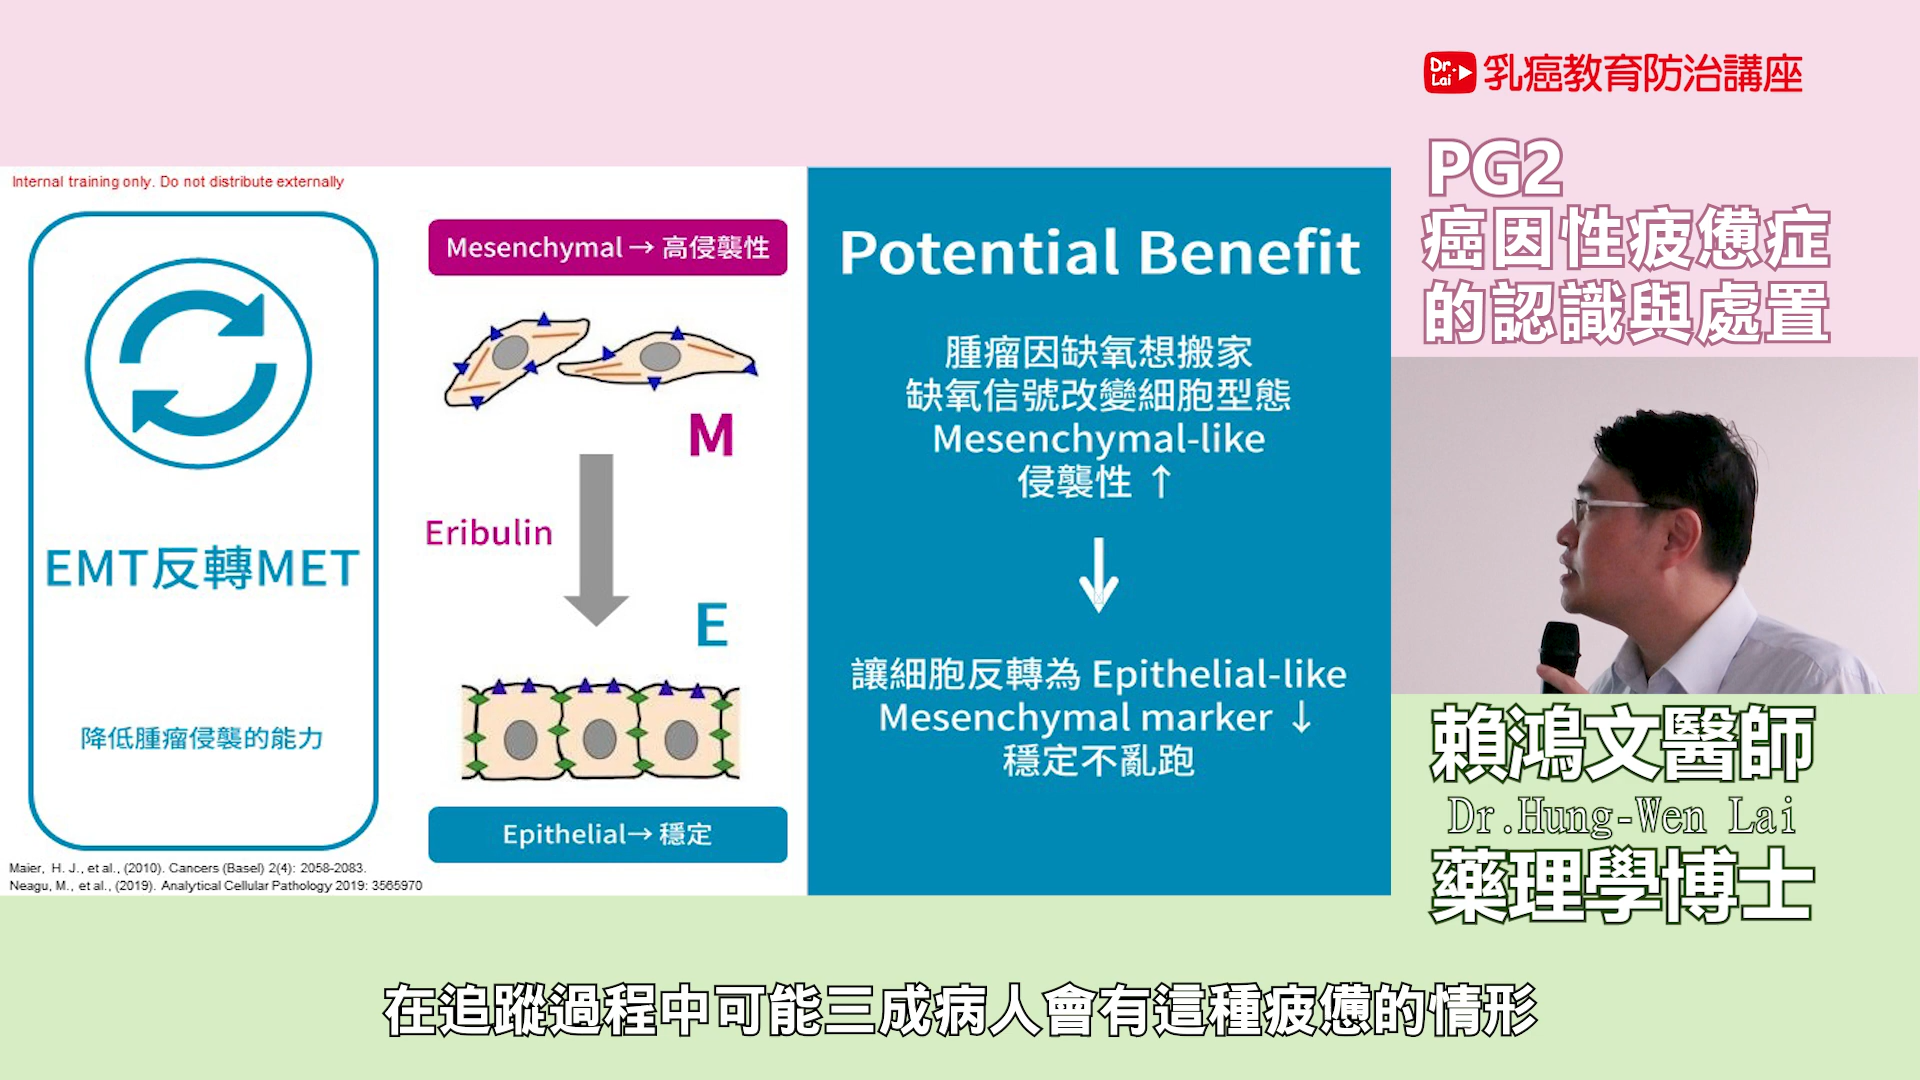 Dr. Lai 乳癌教育防治講座
PG2
癌因性疲憊症
的認識與處置
Internal training only. Do not distribute externally
EMT反轉MET
降低腫瘤侵襲的能力
Mesenchymal → 高侵襲性
M
Eribulin
E
Epithelial→ 穩定
Maier, H. J., et al., (2010). Cancers (Basel) 2(4): 2058-2083.
Neagu, M., et al., (2019). Analytical Cellular Pathology 2019: 3565970
Potential Benefit
腫瘤因缺氧想搬家
缺氧信號改變細胞型態
Mesenchymal-like
侵襲性 ↑
讓細胞反轉為 Epithelial-like
Mesenchymal marker ↓
穩定不亂跑
賴鴻文醫師
Dr.Hung-Wen Lai
藥理學博士
在追蹤過程中可能三成病人會有這種疲憊的情形